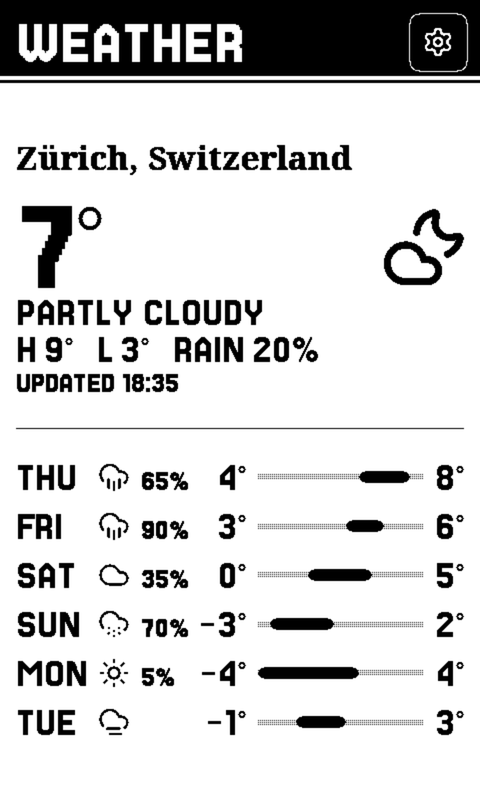 WEATHER
Zürich, Switzerland
7°
PARTLY CLOUDY
H 9° L 3° RAIN 20%
UPDATED 18:35
THU 65% 4° 8°
FRI 90% 3° 6°
SAT 35% 0° 5°
SUN 70% −3° 2°
MON 5% −4° 4°
TUE −1° 3°